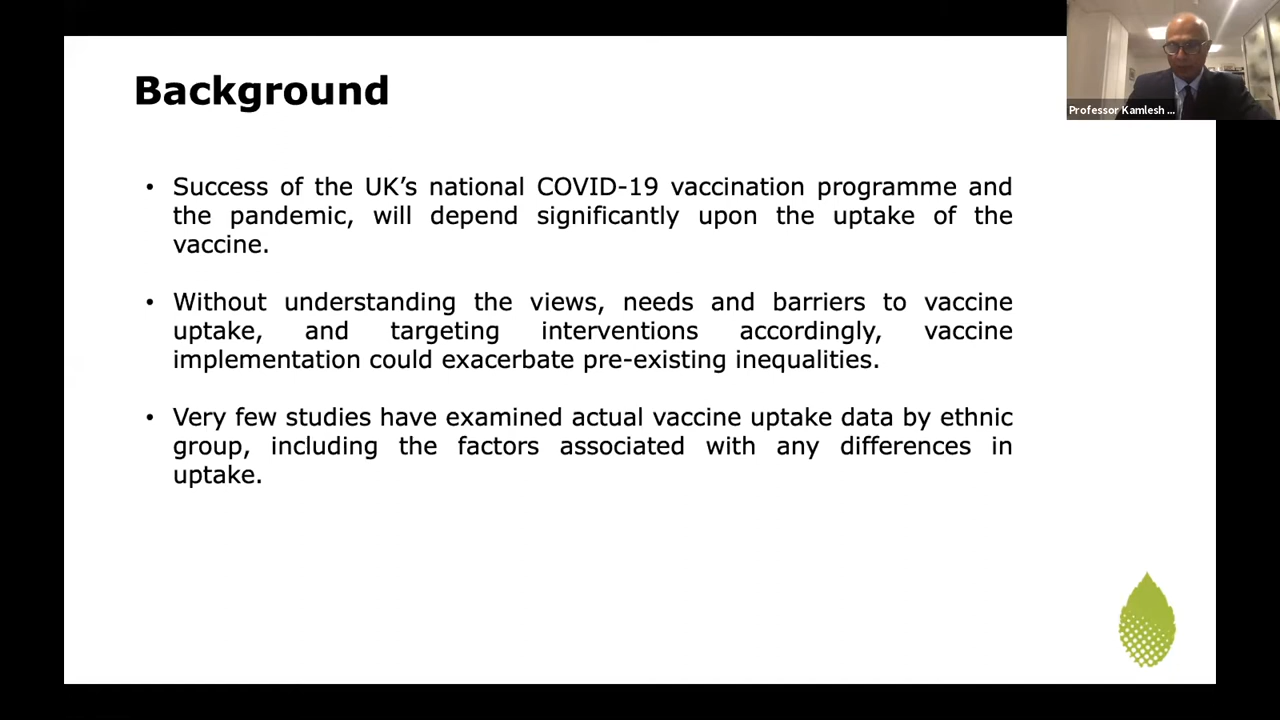 Background
Professor Kamlesh ...
• Success of the UK’s national COVID-19 vaccination programme and
the pandemic, will depend significantly upon the uptake of the
vaccine.
• Without understanding the views, needs and barriers to vaccine
uptake, and targeting interventions accordingly, vaccine
implementation could exacerbate pre-existing inequalities.
• Very few studies have examined actual vaccine uptake data by ethnic
group, including the factors associated with any differences in
uptake.